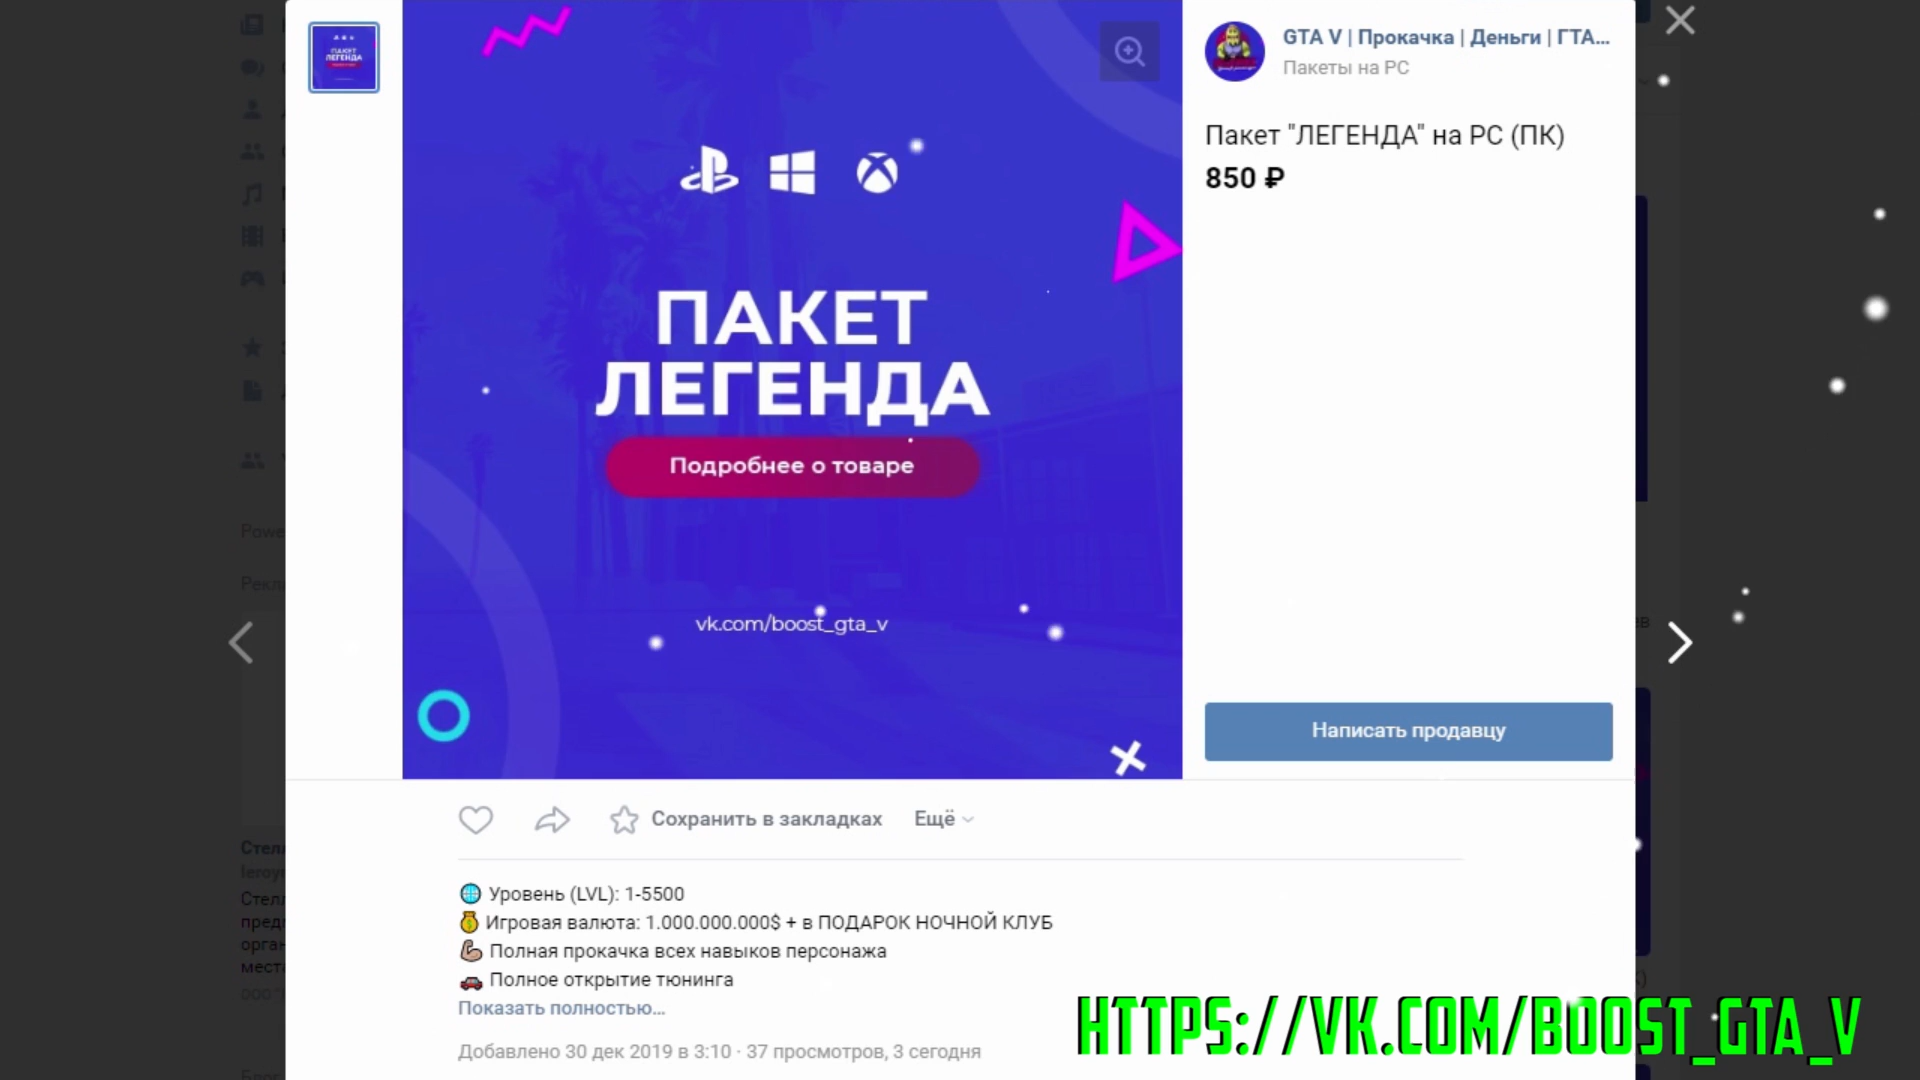 ПАКЕТ
ЛЕГЕНДА
GTA V | Прокачка | Деньги | ГТА...
Пакеты на PC
Пакет "ЛЕГЕНДА" на PC (ПК)
850 ₽
ПАКЕТ
ЛЕГЕНДА
Подробнее о товаре
vk.com/boost_gta_v
Написать продавцу
Сохранить в закладках
Ещё
Уровень (LVL): 1-5500
Игровая валюта: 1.000.000.000$ + в ПОДАРОК НОЧНОЙ КЛУБ
Полная прокачка всех навыков персонажа
Полное открытие тюнинга
Показать полностью...
Добавлено 30 дек 2019 в 3:10 · 37 просмотров, 3 сегодня
HTTPS://VK.COM/BOOST_GTA_V